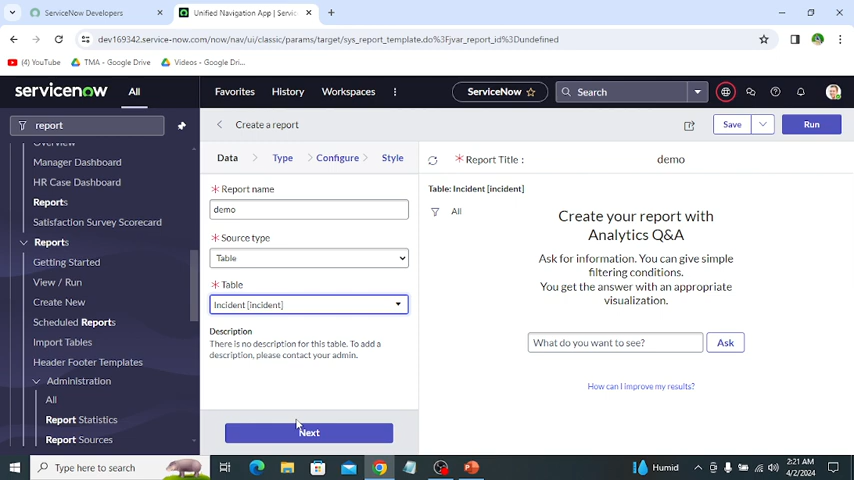 ServiceNow Developers
Unified Navigation App | Servic
dev169342.service-now.com/now/nav/ui/classic/params/target/sys_report_template.do%3Fjvar_report_id%3Dundefined
(4) YouTube
TMA - Google Drive
Videos - Google Dri...
servicenow
All
Favorites
History
Workspaces
ServiceNow
Search
report
Create a report
Save
Run
Overview
Manager Dashboard
HR Case Dashboard
Reports
Satisfaction Survey Scorecard
Reports
Getting Started
View / Run
Create New
Scheduled Reports
Import Tables
Header Footer Templates
Administration
All
Report Statistics
Report Sources
Data
Type
Configure
Style
* Report name
demo
* Source type
Table
* Table
Incident [incident]
Description
There is no description for this table. To add a
description, please contact your admin.
Next
* Report Title :
demo
Table: Incident [incident]
All
Create your report with
Analytics Q&A
Ask for information. You can give simple
filtering conditions.
You get the answer with an appropriate
visualization.
What do you want to see?
Ask
How can I improve my results?
Type here to search
Humid
2:21 AM
4/2/2024